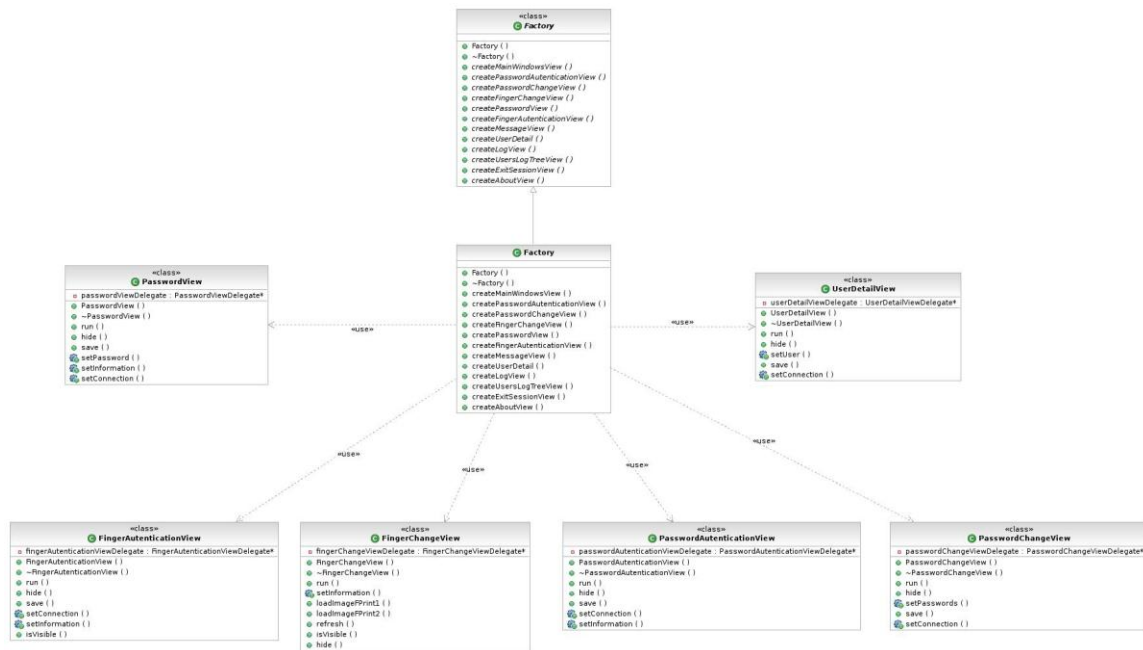 «class»
Factory
Factory ( )
~Factory ( )
createMainWindowsView ( )
createPasswordAutenticationView ( )
createPasswordChangeView ( )
createFingerChangeView ( )
createPasswordView ( )
createFingerAutenticationView ( )
createMessageView ( )
createUserDetail ( )
createLogView ( )
createUsersLogTreeView ( )
createExitSessionView ( )
createAboutView ( )
Factory
Factory ( )
~Factory ( )
createMainWindowsView ( )
createPasswordAutenticationView ( )
createPasswordChangeView ( )
createFingerChangeView ( )
createPasswordView ( )
createFingerAutenticationView ( )
createMessageView ( )
createUserDetail ( )
createLogView ( )
createUsersLogTreeView ( )
createExitSessionView ( )
createAboutView ( )
«class»
PasswordView
passwordViewDelegate : PasswordViewDelegate*
PasswordView ( )
~PasswordView ( )
run ( )
hide ( )
save ( )
setPassword ( )
setInformation ( )
setConnection ( )
«use»
«class»
UserDetailView
userDetailViewDelegate : UserDetailViewDelegate*
UserDetailView ( )
~UserDetailView ( )
run ( )
hide ( )
setUser ( )
save ( )
setConnection ( )
«use»
«use»
«use»
«use»
«use»
«class»
FingerAutenticationView
fingerAutenticationViewDelegate : FingerAutenticationViewDelegate*
FingerAutenticationView ( )
~FingerAutenticationView ( )
run ( )
hide ( )
save ( )
setConnection ( )
setInformation ( )
isVisible ( )
«class»
FingerChangeView
fingerChangeViewDelegate : FingerChangeViewDelegate*
FingerChangeView ( )
~FingerChangeView ( )
run ( )
setInformation ( )
loadImageFPrint1 ( )
loadImageFPrint2 ( )
refresh ( )
isVisible ( )
hide ( )
«class»
PasswordAutenticationView
passwordAutenticationViewDelegate : PasswordAutenticationViewDelegate*
PasswordAutenticationView ( )
~PasswordAutenticationView ( )
run ( )
hide ( )
save ( )
setConnection ( )
setInformation ( )
«class»
PasswordChangeView
passwordChangeViewDelegate : PasswordChangeViewDelegate*
PasswordChangeView ( )
~PasswordChangeView ( )
run ( )
hide ( )
setPasswords ( )
save ( )
setConnection ( )